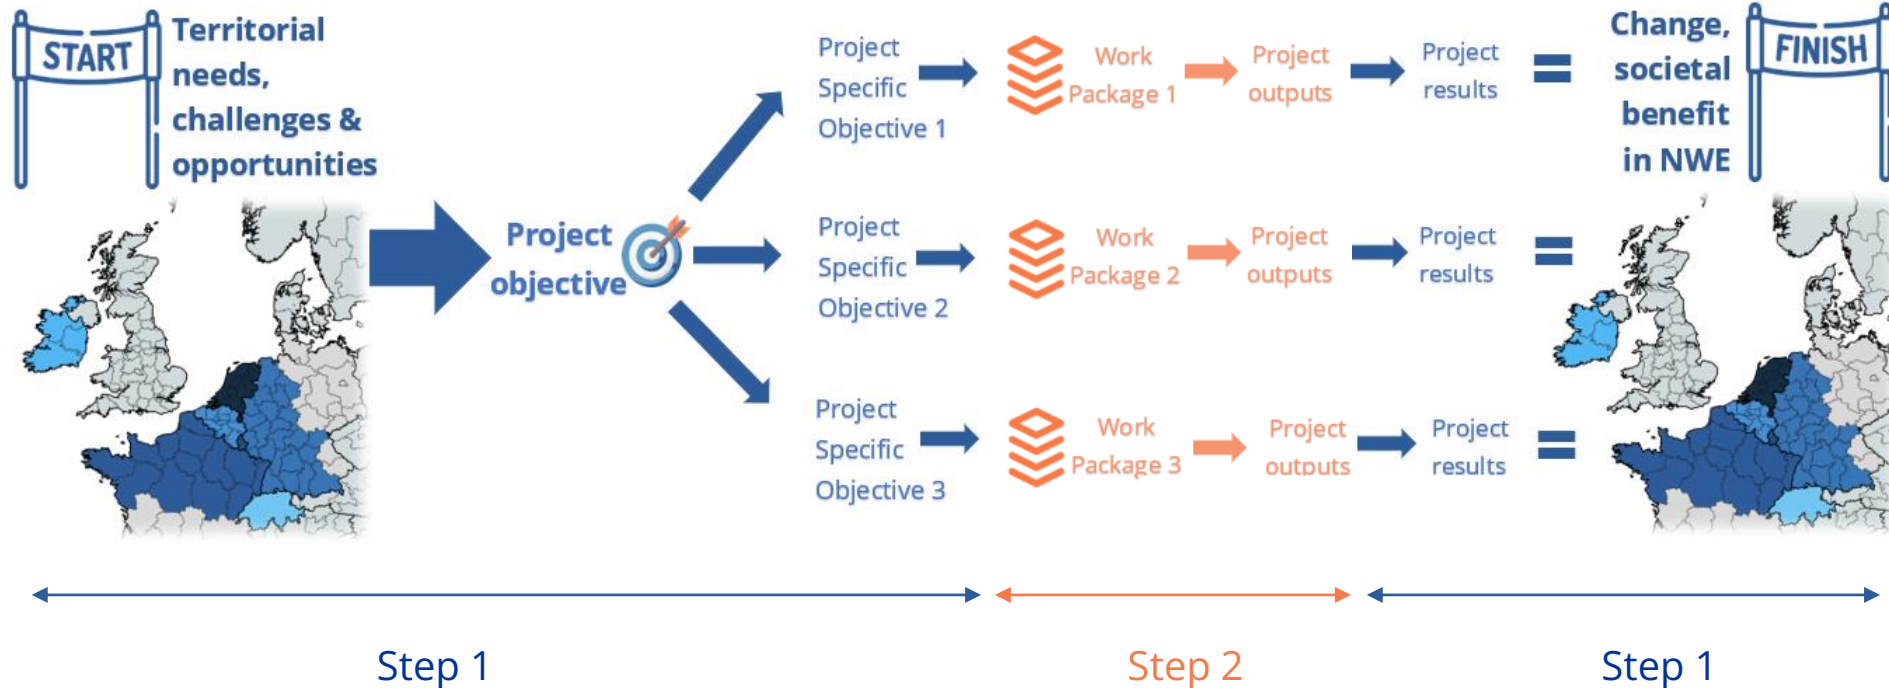 START
Territorial
needs,
challenges &
opportunities
Project
objective
Project
Specific
Objective 1
Work
Package 1
Project
outputs
Project
results
Project
Specific
Objective 2
Work
Package 2
Project
outputs
Project
results
Project
Specific
Objective 3
Work
Package 3
Project
outputs
Project
results
=
=
=
Change,
societal
benefit
in NWE
FINISH
Step 1
Step 2
Step 1